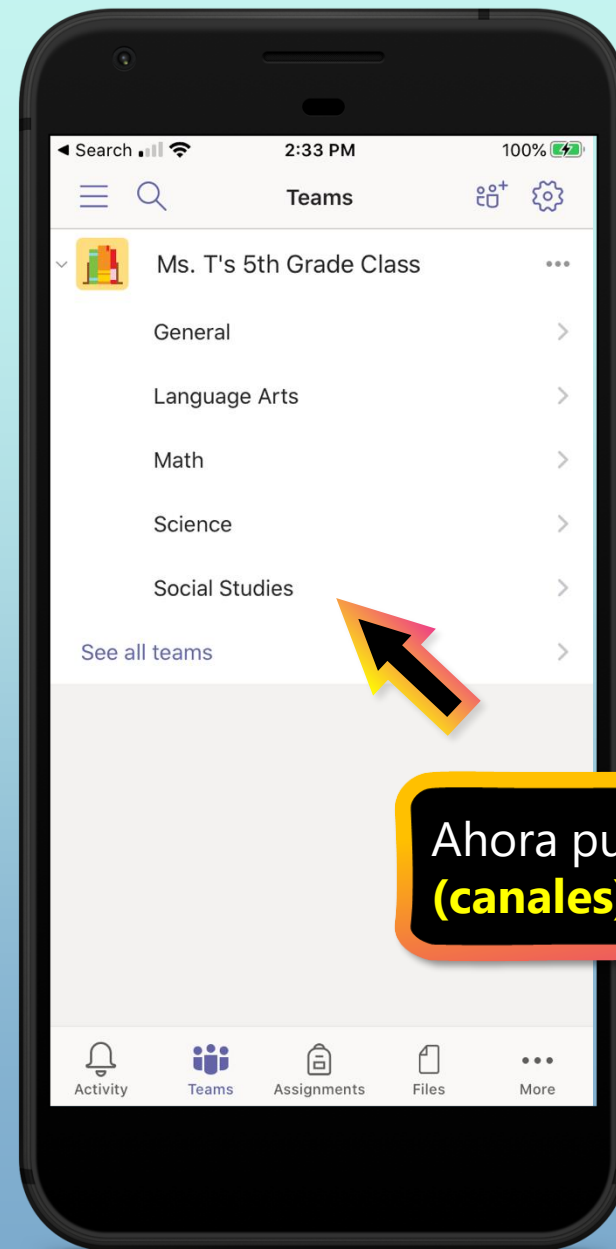 Search 2:33 PM 100%
Teams
Ms. T's 5th Grade Class
General
Language Arts
Math
Science
Social Studies
See all teams
Ahora
(canales)
Activity Teams Assignments Files More